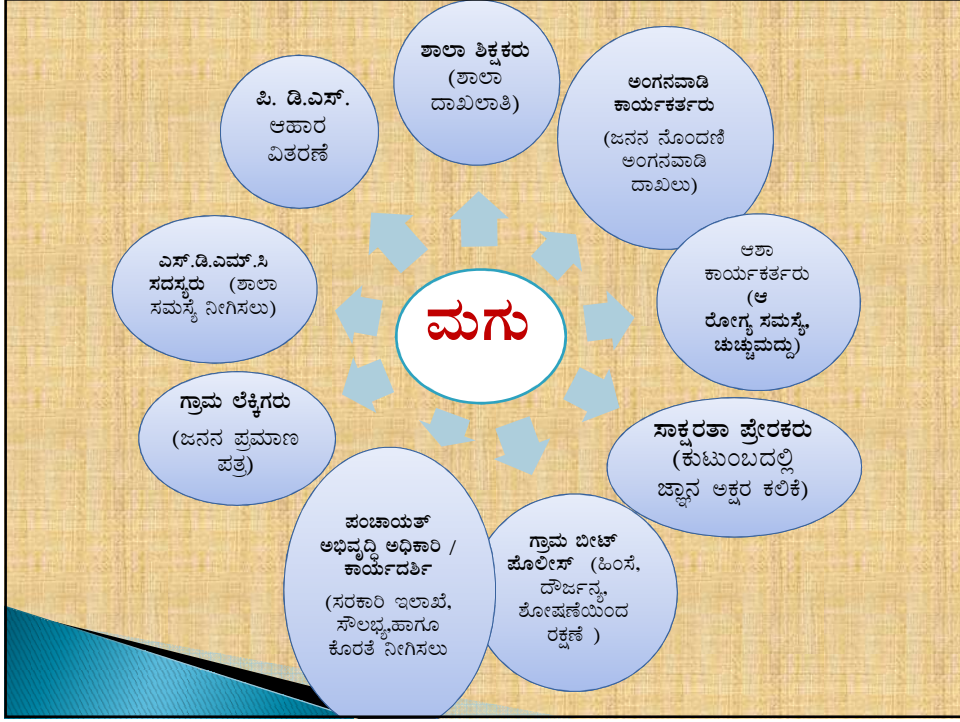 ಶಾಲಾ ಶಿಕ್ಷಕರು
(ಶಾಲಾ
ದಾಖಲಾತಿ)
ಅಂಗನವಾಡಿ
ಕಾರ್ಯಕರ್ತರು
(ಜನನ ನೊಂದಣಿ
ಅಂಗನವಾಡಿ
ದಾಖಲು)
ಆಶಾ
ಕಾರ್ಯಕರ್ತರು
(ಆ
ರೋಗ್ಯ ಸಮಸ್ಯೆ,
ಚುಚ್ಚುಮದ್ದು)
ಸಾಕ್ಷರತಾ ಪ್ರೇರಕರು
(ಕುಟುಂಬದಲ್ಲಿ
ಜ್ಞಾನ ಅಕ್ಷರ ಕಲಿಕೆ)
ಗ್ರಾಮ ಬೀಟ್
ಪೊಲೀಸ್ (ಹಿಂಸೆ,
ದೌರ್ಜನ್ಯ,
ಶೋಷಣೆಯಿಂದ
ರಕ್ಷಣೆ )
ಪಂಚಾಯತ್
ಅಭಿವೃದ್ಧಿ ಅಧಿಕಾರಿ /
ಕಾರ್ಯದರ್ಶಿ
(ಸರಕಾರಿ ಇಲಾಖೆ,
ಸೌಲಭ್ಯ,ಹಾಗೂ
ಕೊರತೆ ನೀಗಿಸಲು
ಗ್ರಾಮ ಲೆಕ್ಕಿಗರು
(ಜನನ ಪ್ರಮಾಣ
ಪತ್ರ)
ಎಸ್.ಡಿ.ಎಮ್.ಸಿ
ಸದಸ್ಯರು (ಶಾಲಾ
ಸಮಸ್ಯೆ ನೀಗಿಸಲು)
ಪಿ. ಡಿ.ಎಸ್.
ಆಹಾರ
ವಿತರಣೆ
ಮಗು